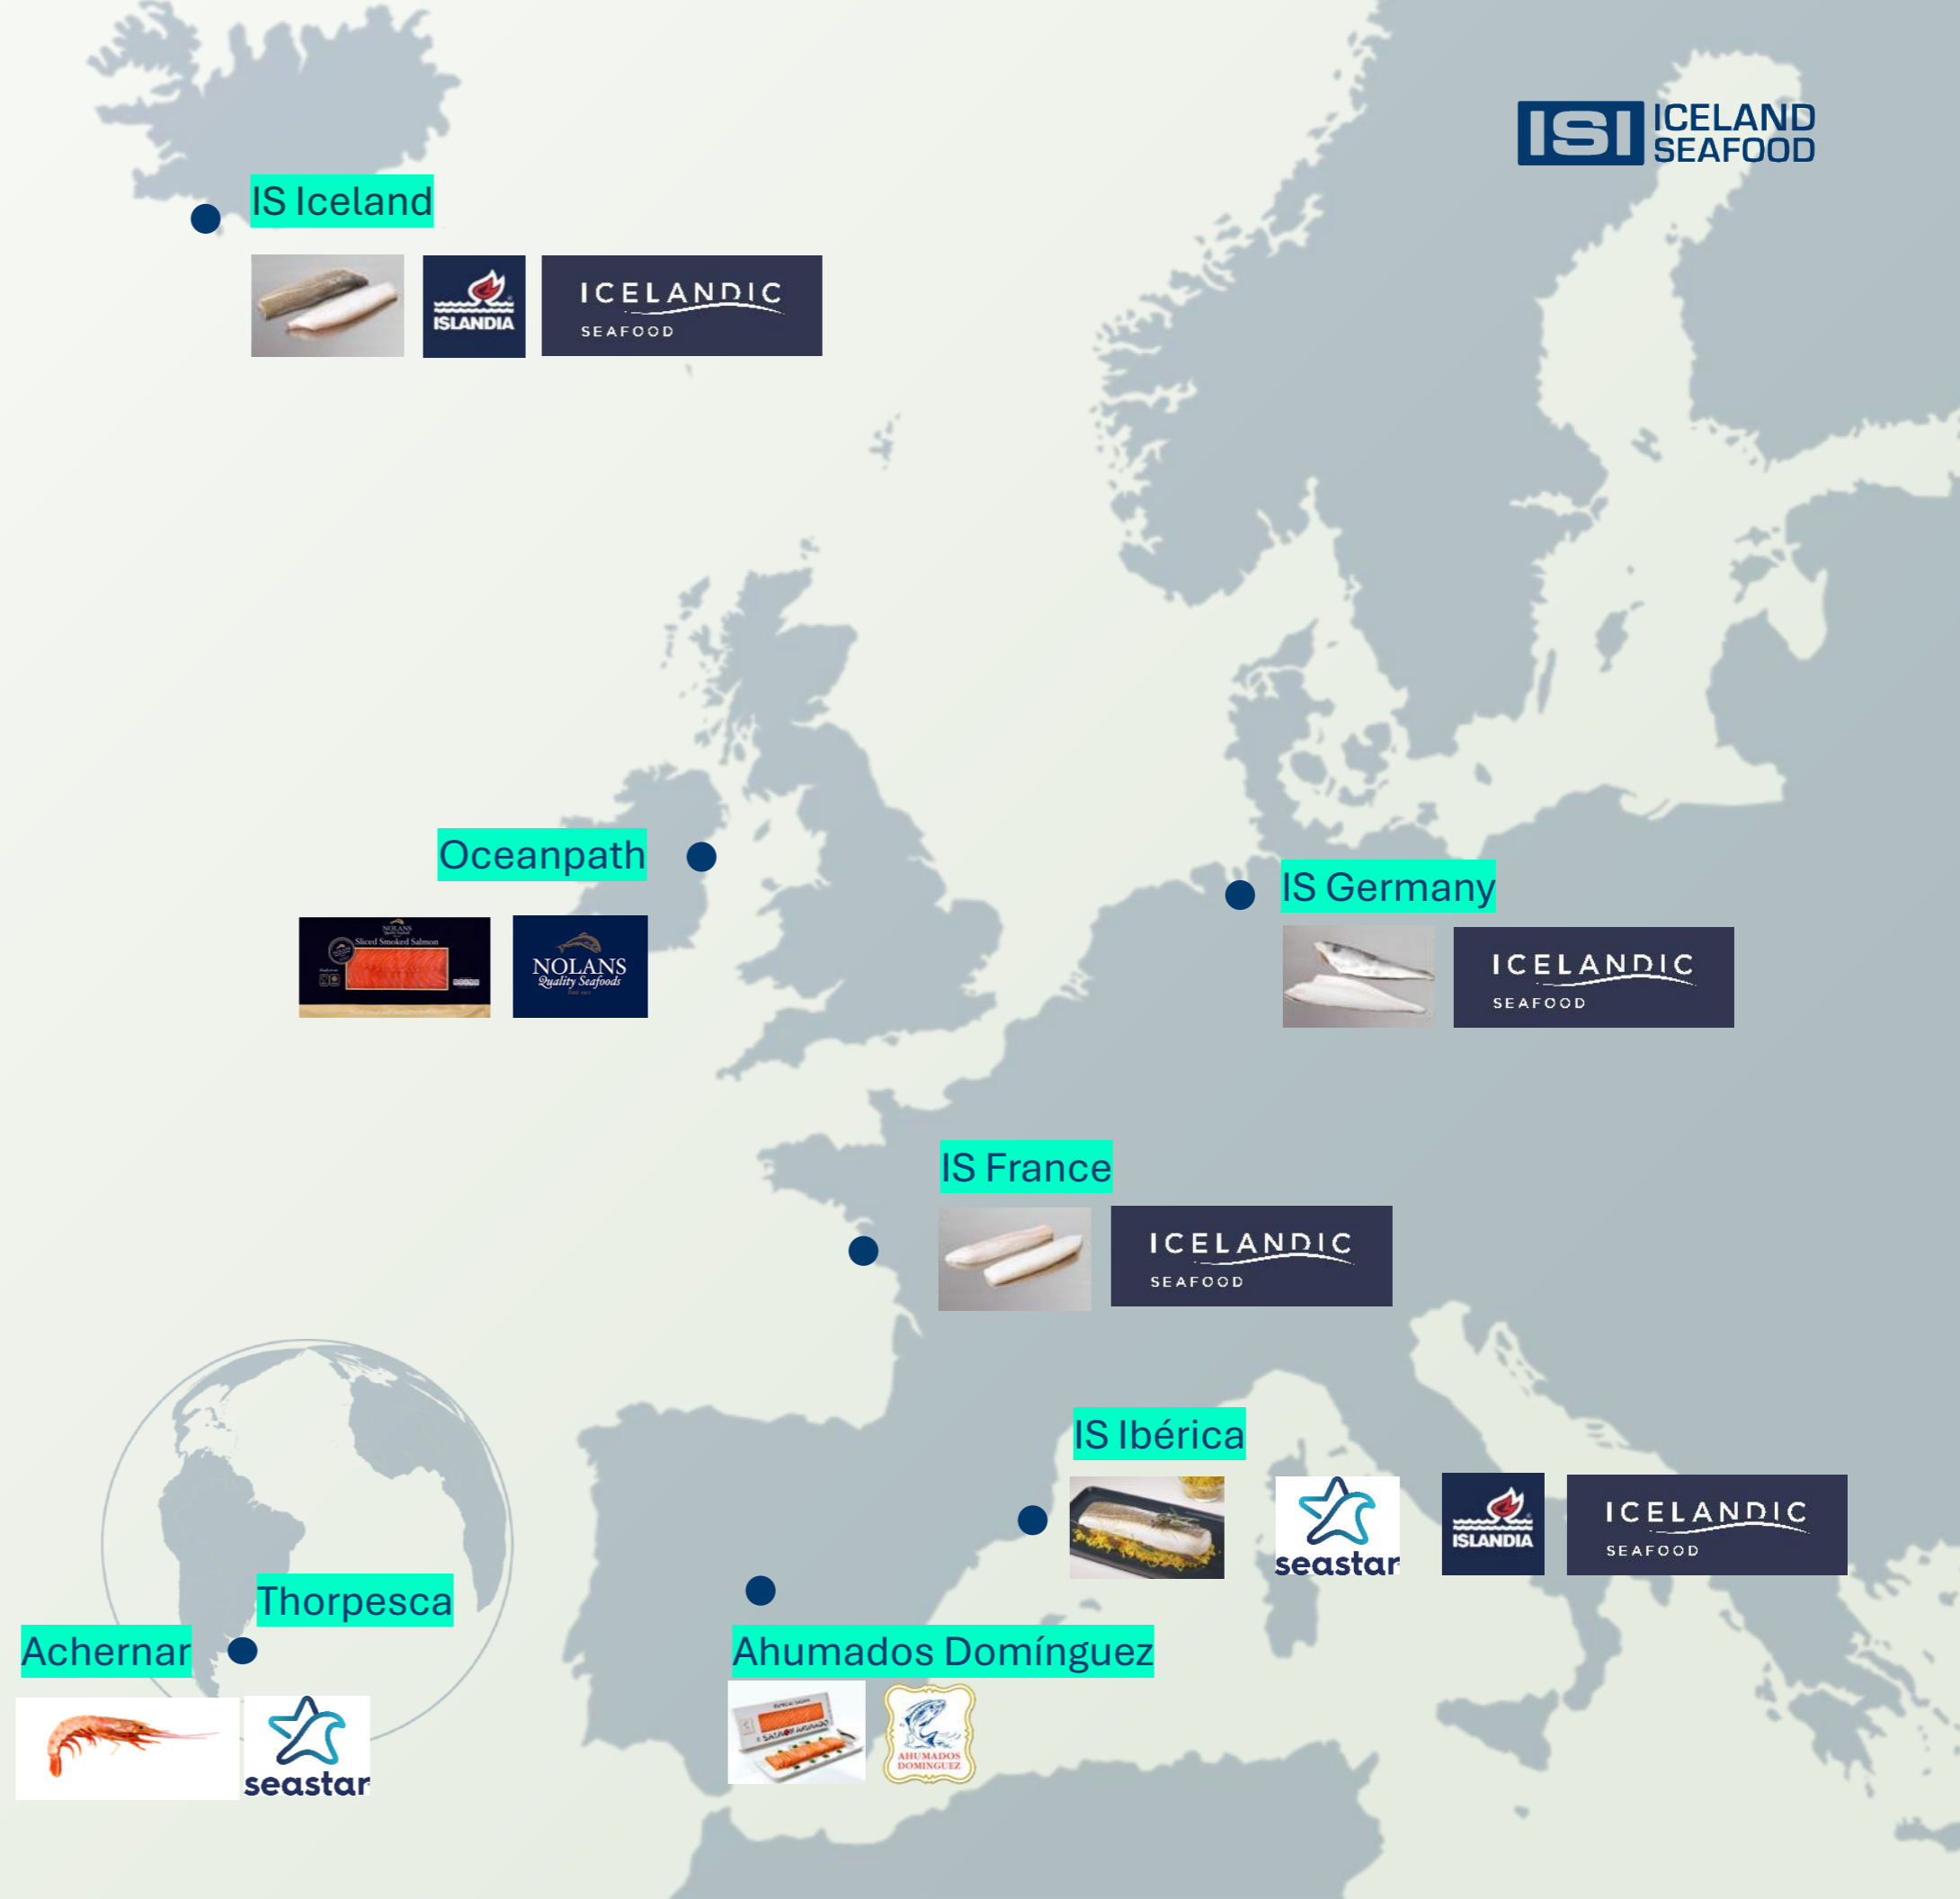 ISI ICELAND
SEAFOOD
IS Iceland
ISLANDIA
ICELANDIC
SEAFOOD
Oceanpath
NOLANS
Sliced Smoked Salmon
NOLANS
Quality Seafoods
IS Germany
ICELANDIC
SEAFOOD
IS France
ICELANDIC
SEAFOOD
IS Ibérica
seastar
ISLANDIA
ICELANDIC
SEAFOOD
Thorpesca
Achernar
seastar
Ahumados Domínguez
AHUMADOS
DOMINGUEZ